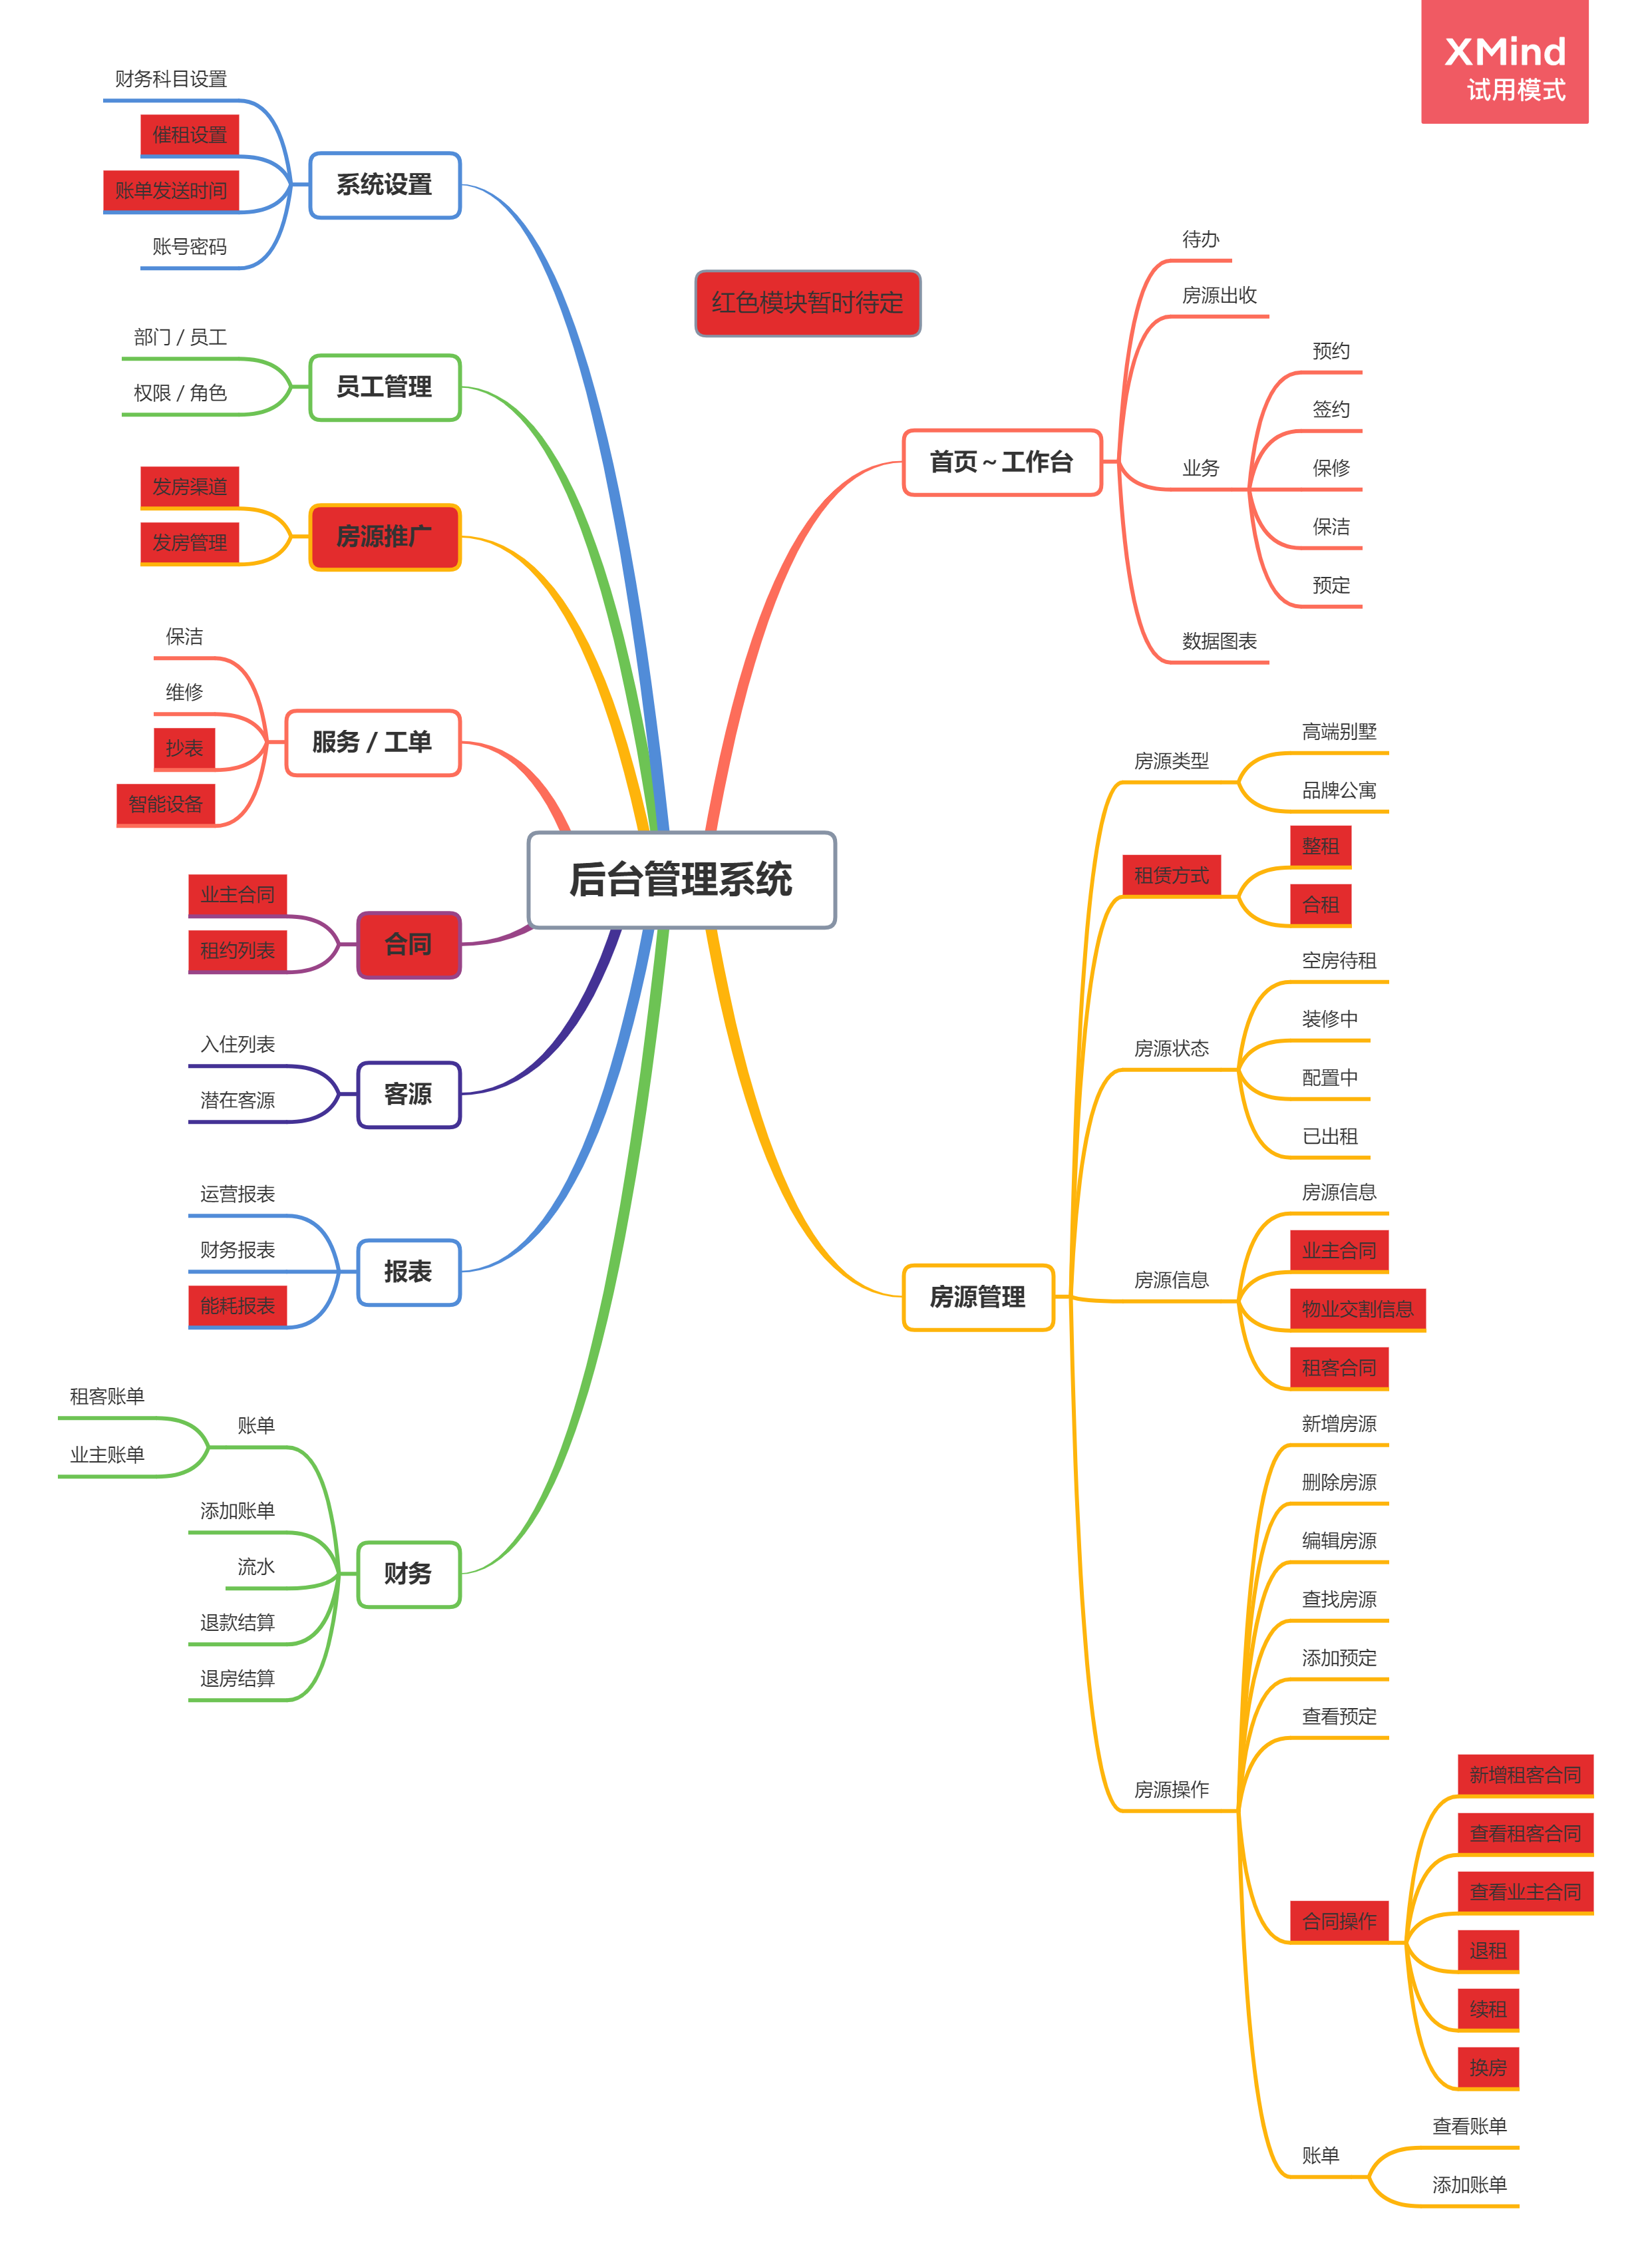 XMind
试用模式
财务科目设置
催租设置
账单发送时间
账号密码
系统设置
部门 / 员工
权限 / 角色
员工管理
发房渠道
发房管理
房源推广
保洁
维修
抄表
智能设备
服务 / 工单
业主合同
租约列表
合同
入住列表
潜在客源
客源
运营报表
财务报表
能耗报表
报表
租客账单
业主账单
账单
添加账单
流水
退款结算
退房结算
财务
后台管理系统
红色模块暂时待定
首页 ~ 工作台
待办
房源出收
业务
预约
签约
保修
保洁
预定
数据图表
房源管理
房源类型
高端别墅
品牌公寓
租赁方式
整租
合租
房源状态
空房待租
装修中
配置中
已出租
房源信息
房源信息
业主合同
物业交割信息
租客合同
房源操作
新增房源
删除房源
编辑房源
查找房源
添加预定
查看预定
合同操作
新增租客合同
查看租客合同
查看业主合同
退租
续租
换房
账单
查看账单
添加账单